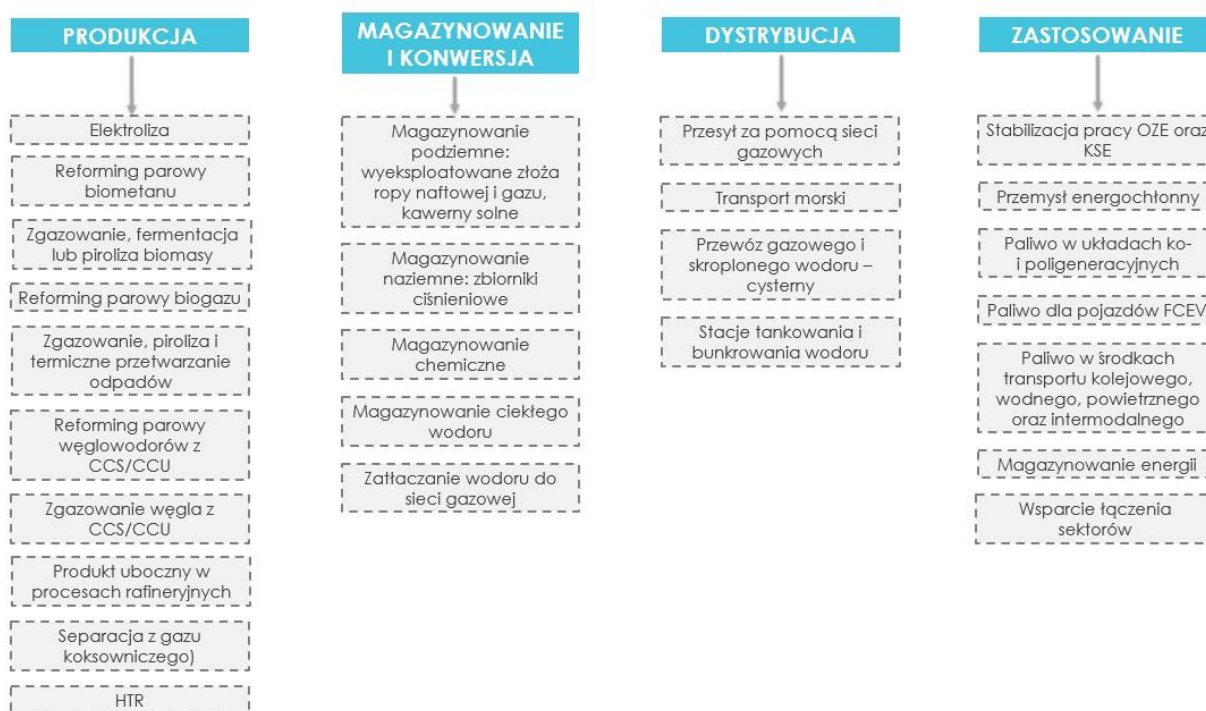 PRODUKCJA
Elektroliza
Reforming parowy
biometanu
Zgazowanie, fermentacja
lub piroliza biomasy
Reforming parowy biogazu
Zgazowanie, piroliza i
termiczne przetwarzanie
odpadów
Reforming parowy
węglowodorów z
CCS/CCU
Zgazowanie węgla z
CCS/CCU
Produkt uboczny w
procesach rafineryjnych
Separacja z gazu
koksowniczego)
HTR
MAGAZYNOWANIE
I KONWERSJA
Magazynowanie
podziemne:
wyeksploatowane złoża
ropy naftowej i gazu,
kawerny solne
Magazynowanie
naziemne: zbiorniki
ciśnieniowe
Magazynowanie
chemiczne
Magazynowanie ciekłego
wodoru
Zatłaczanie wodoru do
sieci gazowej
DYSTRYBUCJA
Przesył za pomocą sieci
gazowych
Transport morski
Przewóz gazowego i
skroplonego wodoru –
cysterny
Stacje tankowania i
bunkrowania wodoru
ZASTOSOWANIE
Stabilizacja pracy OZE oraz
KSE
Przemysł energochłonny
Paliwo w układach ko-
i poligeneracyjnych
Paliwo dla pojazdów FCEV
Paliwo w środkach
transportu kolejowego,
wodnego, powietrznego
oraz intermodalnego
Magazynowanie energii
Wsparcie łączenia
sektorów